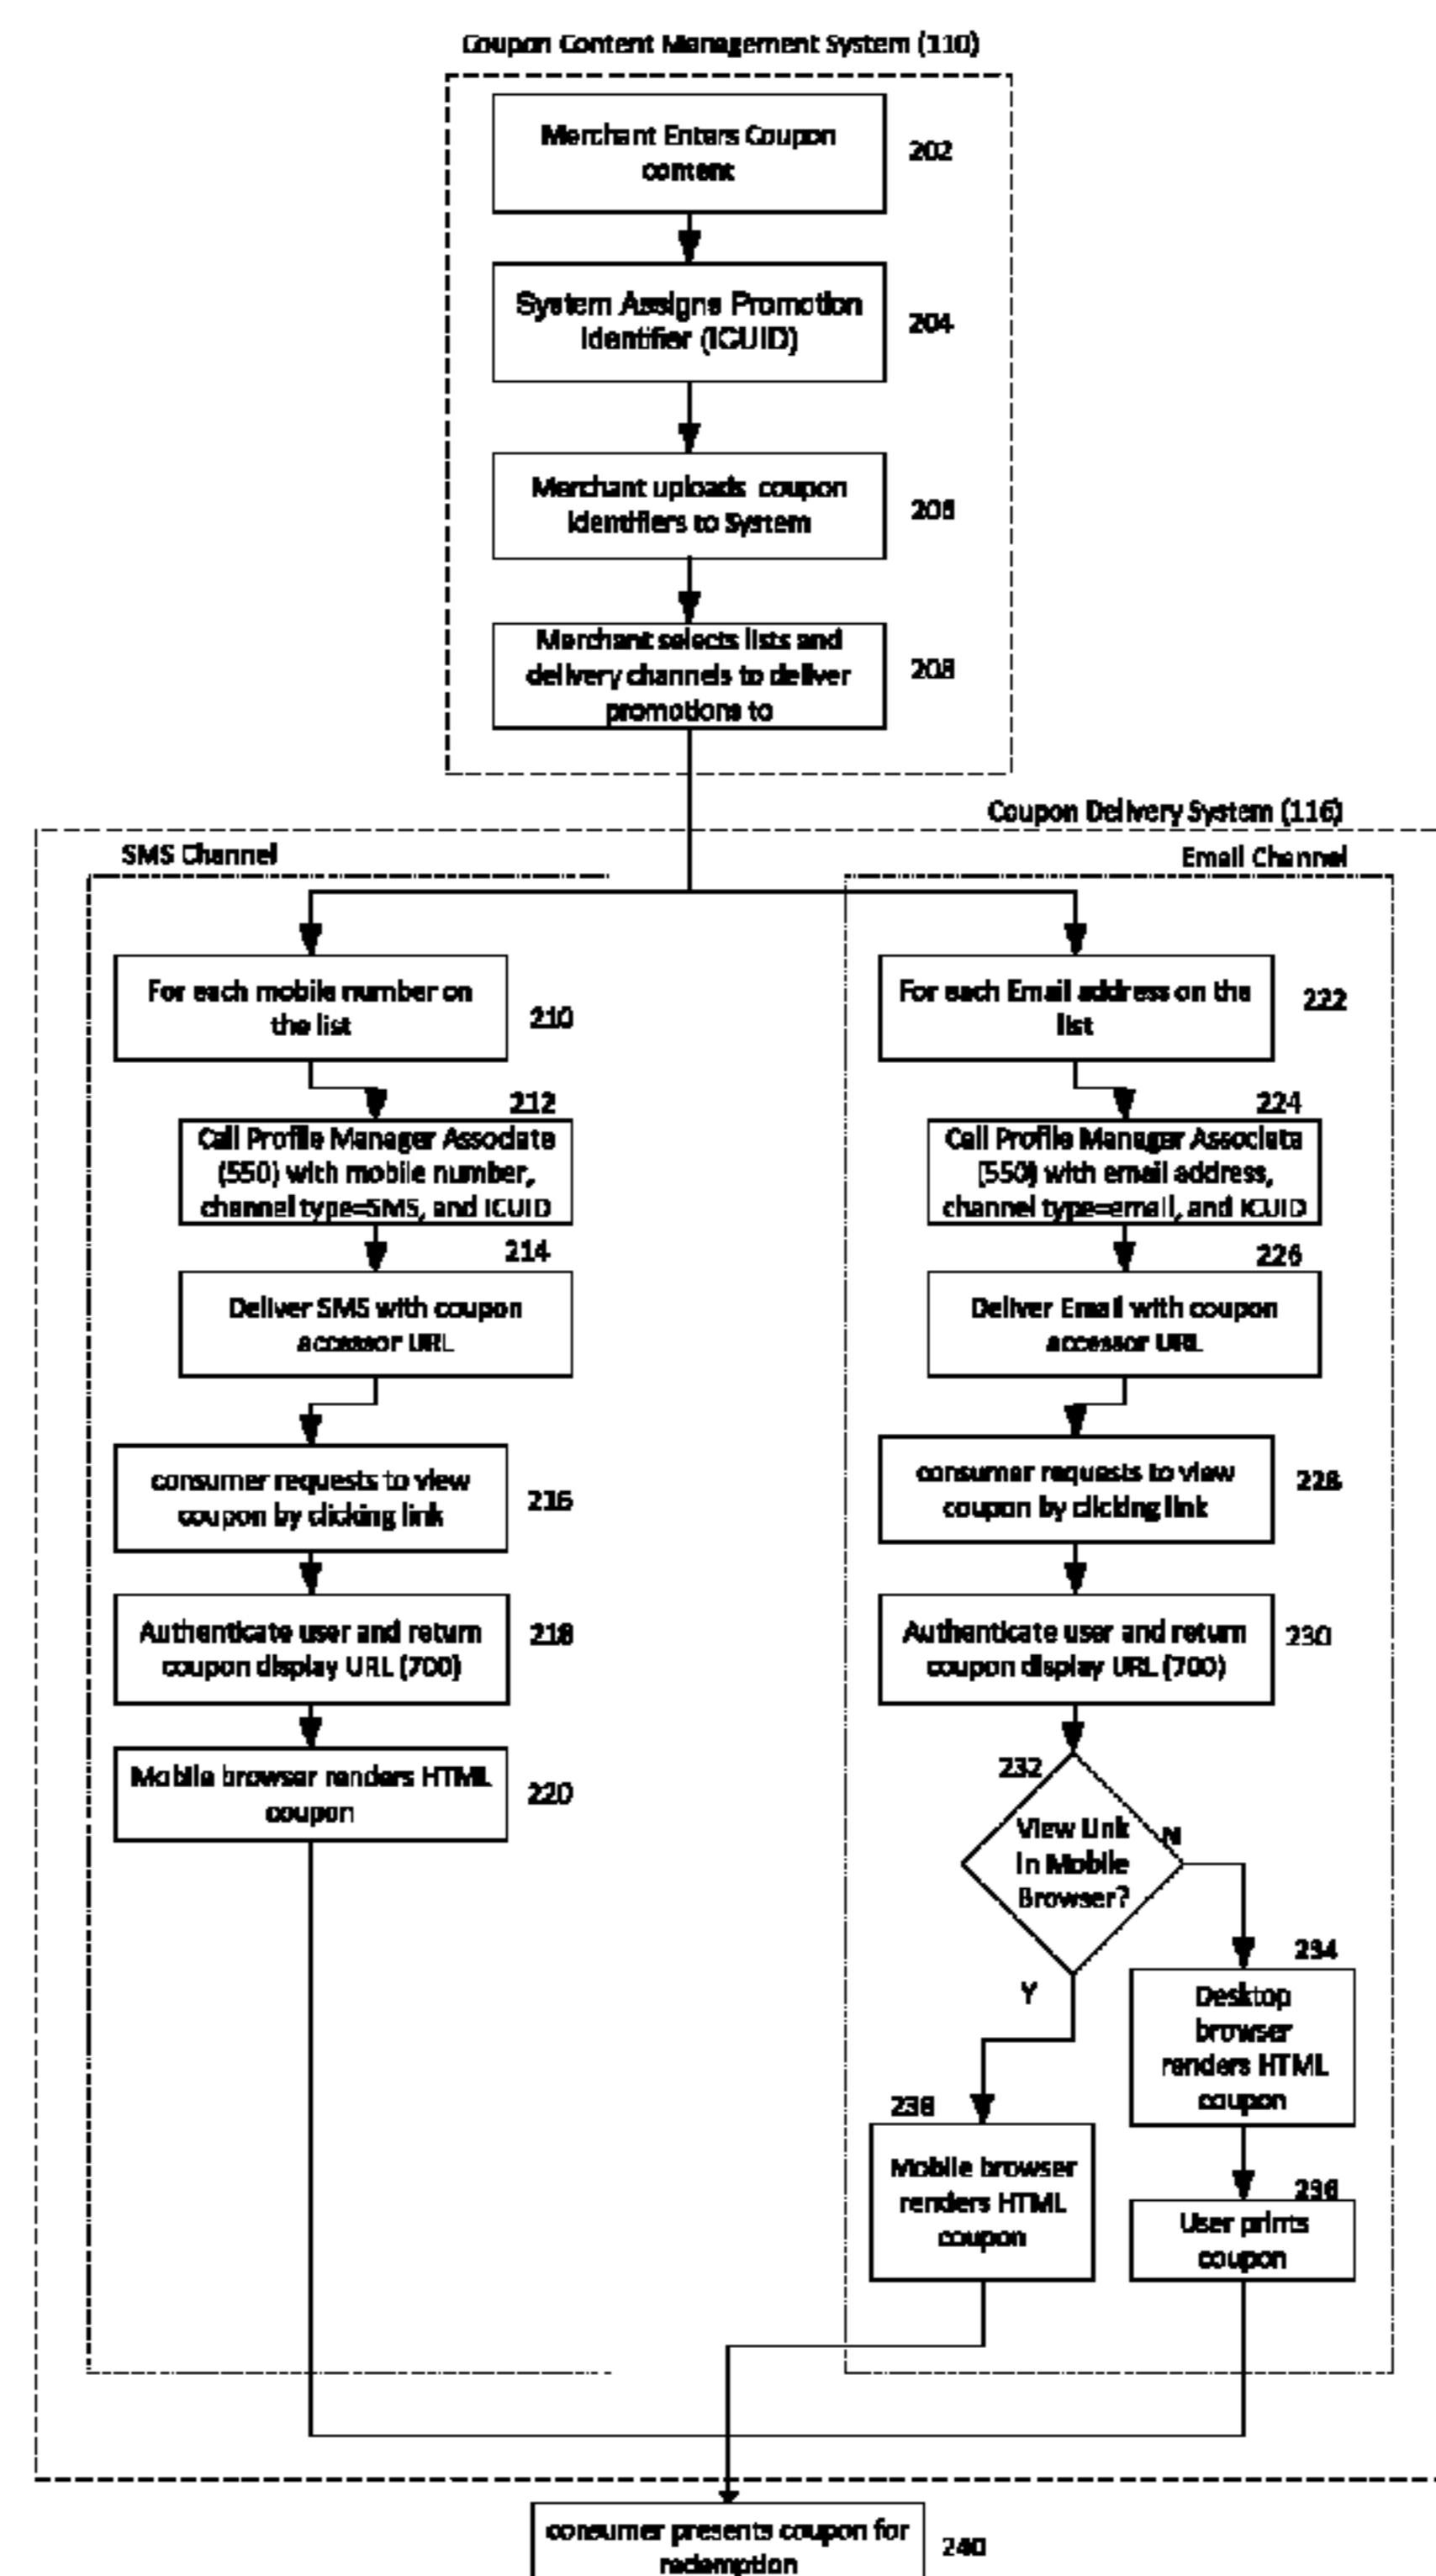 Coupon Content Management System (110)
Merchant Enters Coupon
content
202
System Assigns Promotion
Identifier (ICUID)
204
Merchant uploads coupon
identifiers to System
206
Merchant selects lists and
delivery channels to deliver
promotions to
208
Coupon Delivery System (116)
SMS Channel
For each mobile number on
the list
210
212
Call Profile Manager Associate
(550) with mobile number,
channel type=SMS, and ICUID
214
Deliver SMS with coupon
accessor URL
consumer requests to view
coupon by clicking link
216
Authenticate user and return
coupon display URL (700)
218
Mobile browser renders HTML
coupon
220
Email Channel
For each Email address on the
list
222
224
Call Profile Manager Associate
(550) with email address,
channel type=email, and ICUID
226
Deliver Email with coupon
accessor URL
consumer requests to view
coupon by clicking link
228
Authenticate user and return
coupon display URL (700)
230
232
View Link
in Mobile
Browser?
N
Y
234
Desktop
browser
renders HTML
coupon
236
User prints
coupon
238
Mobile browser
renders HTML
coupon
consumer presents coupon for
redemption
240